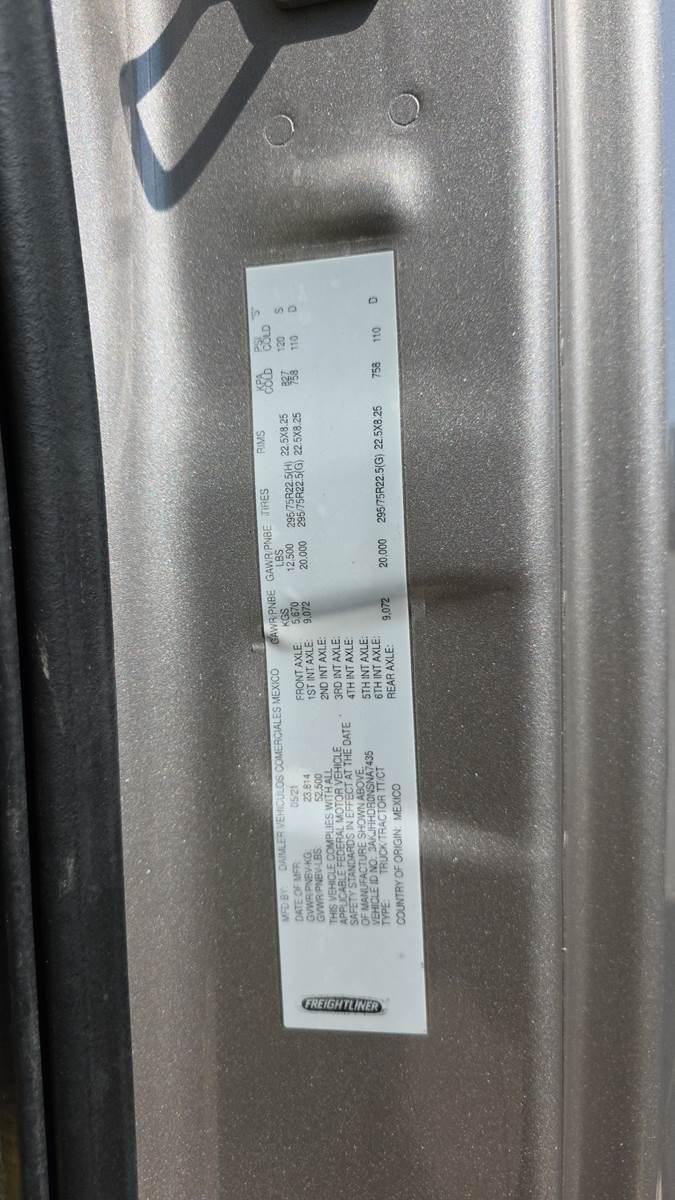 FREIGHTLINER
MFD BY: DAIMLER VEHICULOS COMERCIALES MEXICO
DATE OF MFR: 05/21
GVWR/PNBV-KG: 23,814
GVWR/PNBV-LBS: 52,500
THIS VEHICLE COMPLIES WITH ALL
APPLICABLE FEDERAL MOTOR VEHICLE
SAFETY STANDARDS IN EFFECT AT THE DATE
OF MANUFACTURE SHOWN ABOVE.
VEHICLE ID NO: 3AKJHHDR0NSNA7435
TYPE: TRUCK/TRACTOR TT/CT
COUNTRY OF ORIGIN: MEXICO
GAWR/PNBE GAWR/PNBE TIRES RIMS KPA PSI "S"
KGS LBS COLD COLD
FRONT AXLE: 5,670 12,500 295/75R22.5(H) 22.5X8.25 827 120 S
1ST INT AXLE: 9,072 20,000 295/75R22.5(G) 22.5X8.25 758 110 D
2ND INT AXLE:
3RD INT AXLE:
4TH INT AXLE:
5TH INT AXLE:
6TH INT AXLE:
REAR AXLE: 9,072 20,000 295/75R22.5(G) 22.5X8.25 758 110 D